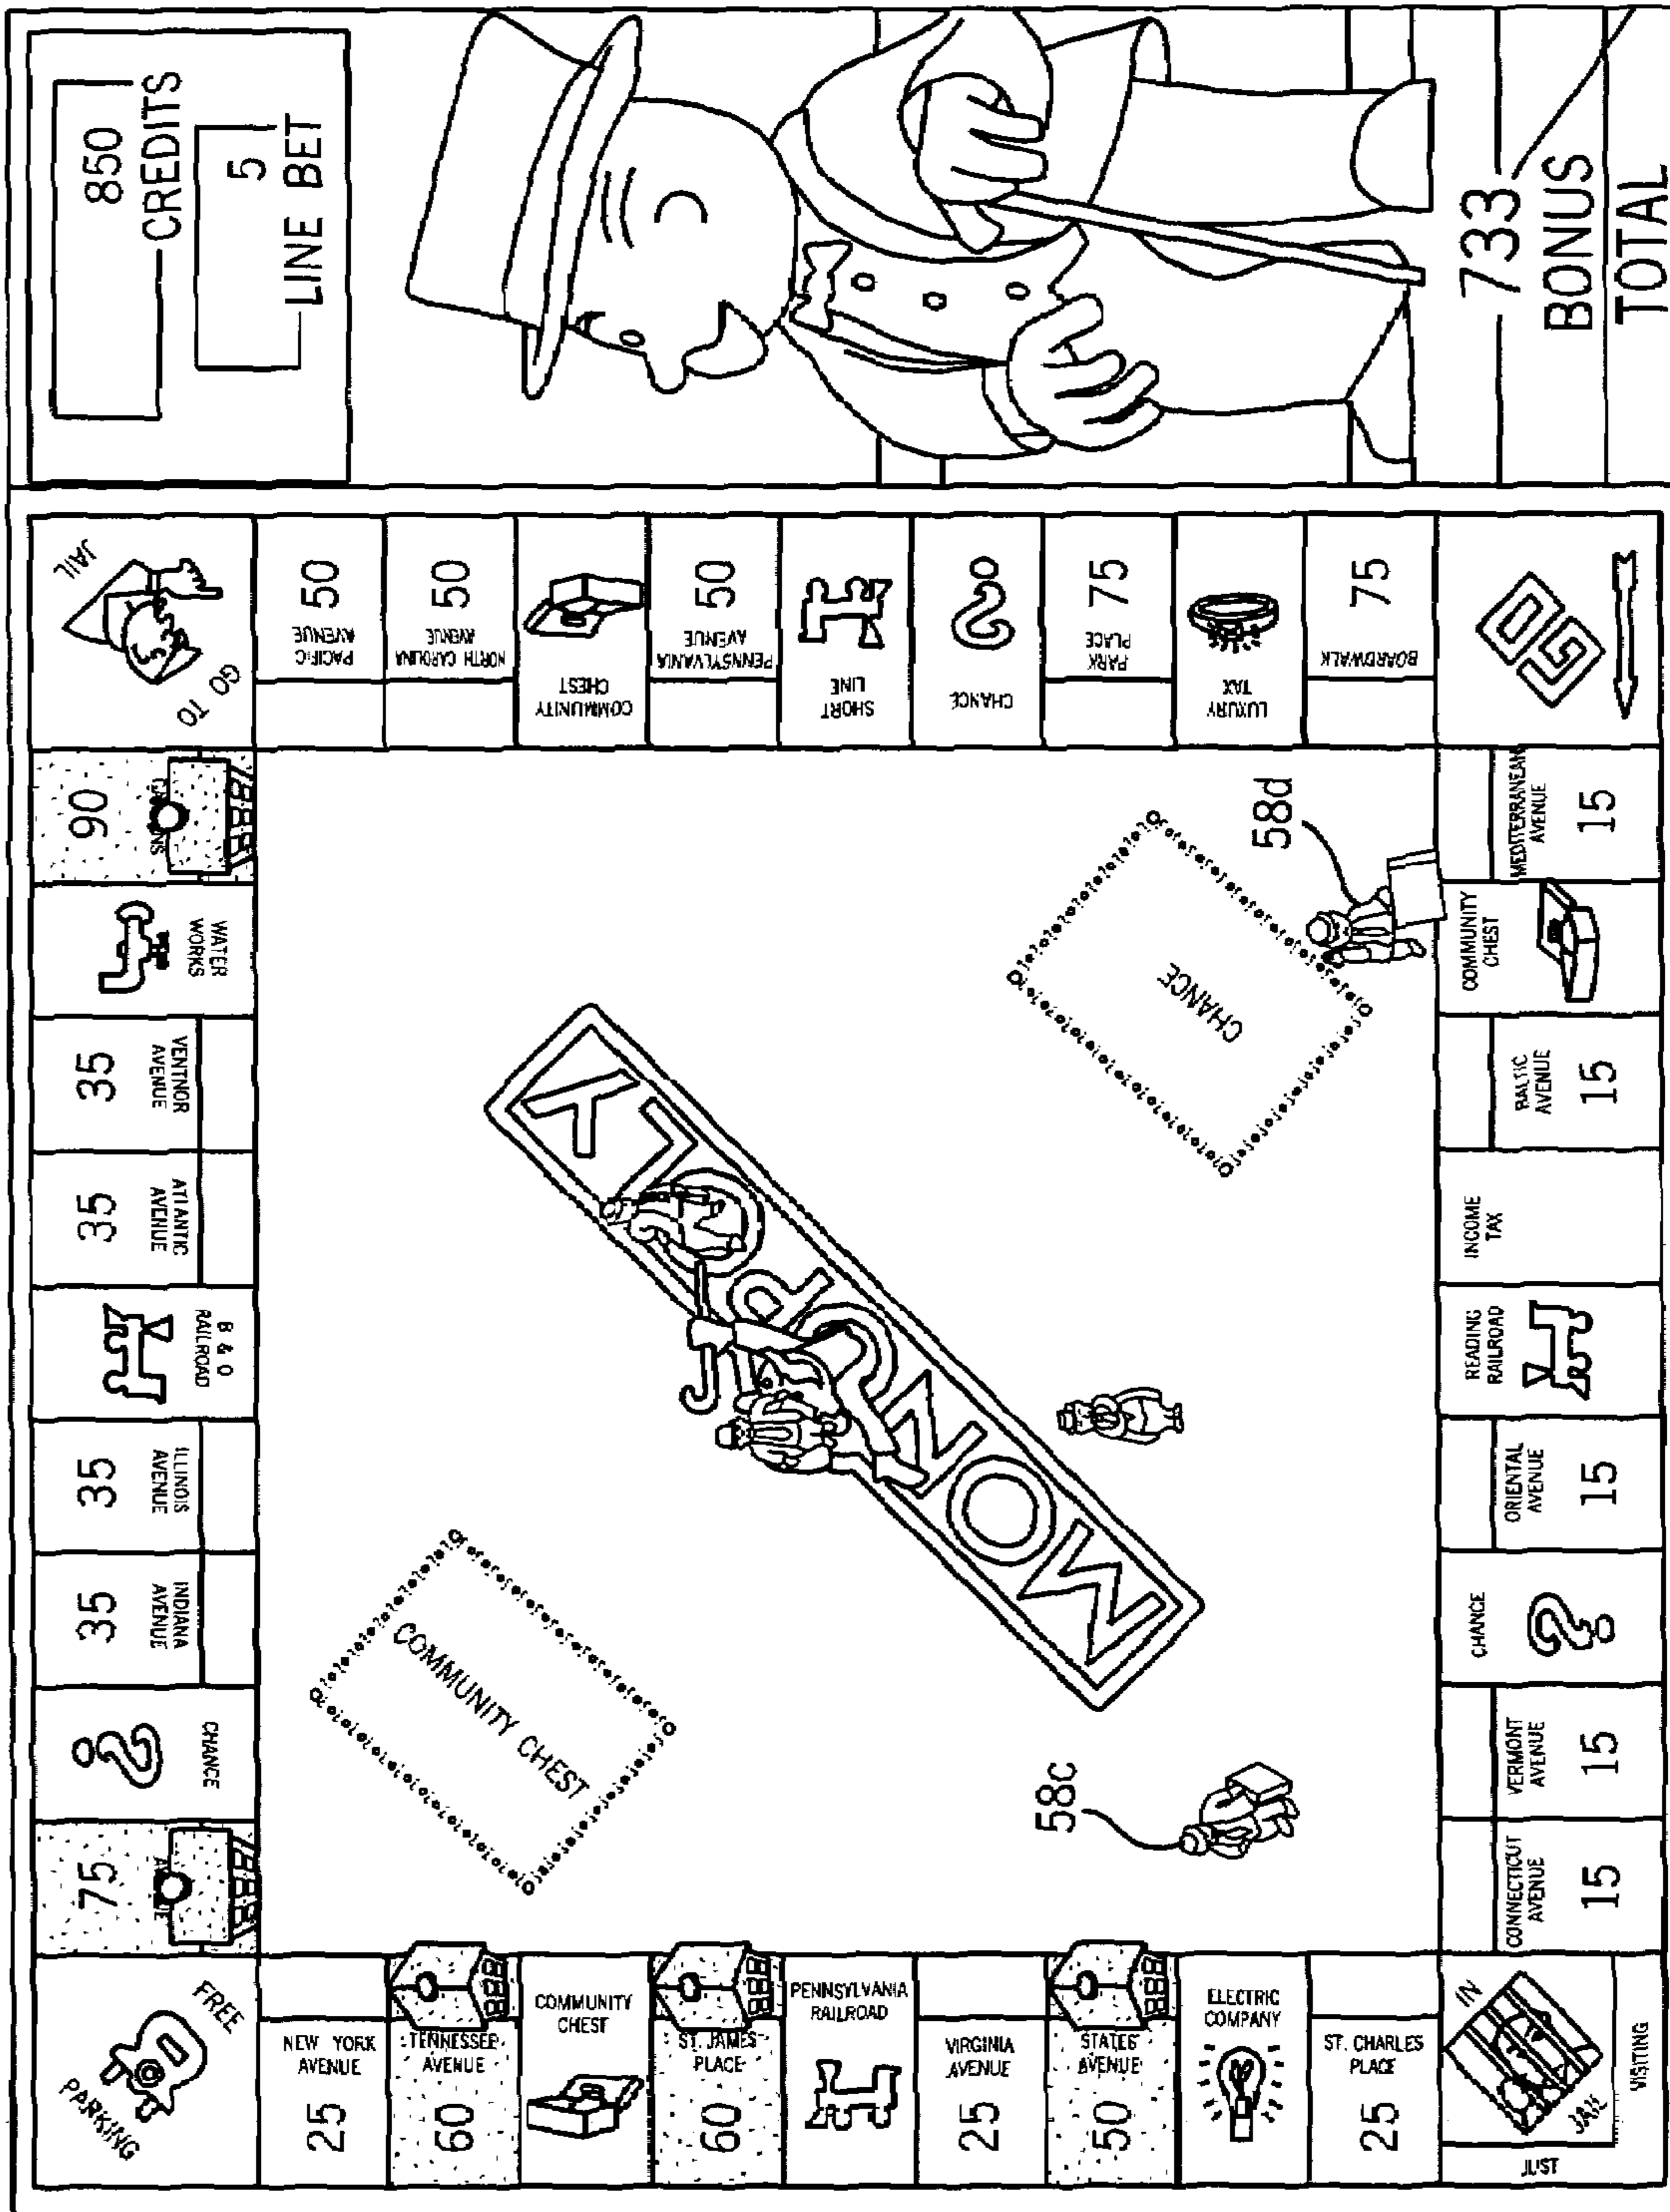 850
CREDITS
5
LINE BET
733
BONUS
TOTAL
GO TO
JAIL
50
PACIFIC
AVENUE
50
NORTH CAROLINA
AVENUE
COMMUNITY
CHEST
50
PENNSYLVANIA
AVENUE
SHORT
LINE
CHANCE
75
PARK
PLACE
LUXURY
TAX
75
BOARDWALK
GO
MEDITERRANEAN
AVENUE
15
COMMUNITY
CHEST
BALTIC
AVENUE
15
INCOME
TAX
READING
RAILROAD
ORIENTAL
AVENUE
15
CHANCE
VERMONT
AVENUE
15
CONNECTICUT
AVENUE
15
IN
JAIL
JUST
VISITING
ST. CHARLES
PLACE
25
ELECTRIC
COMPANY
STATES
AVENUE
50
VIRGINIA
AVENUE
25
PENNSYLVANIA
RAILROAD
ST. JAMES
PLACE
60
COMMUNITY
CHEST
TENNESSEE
AVENUE
60
NEW YORK
AVENUE
25
FREE
PARKING
75
CHANCE
INDIANA
AVENUE
35
ILLINOIS
AVENUE
35
B & O
RAILROAD
ATLANTIC
AVENUE
35
VENTNOR
AVENUE
35
WATER
WORKS
90
COMMUNITY CHEST
MONOPOLY
CHANCE
58d
58c